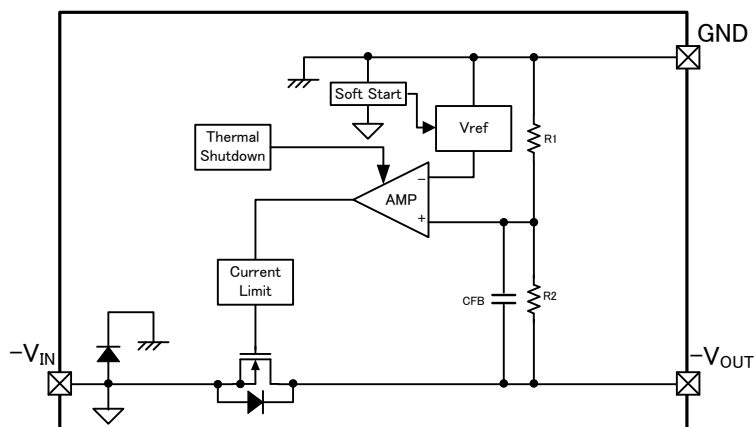 GND
Soft Start
Vref
R1
Thermal
Shutdown
−
AMP
+
Current
Limit
CFB
R2
−VIN
−VOUT